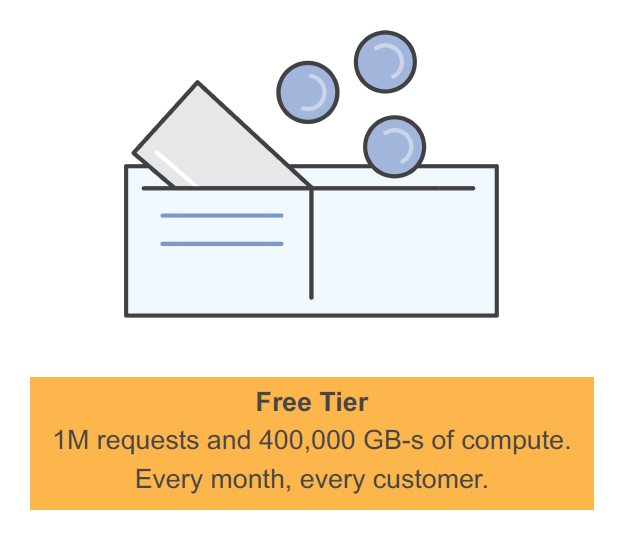 Free Tier
1M requests and 400,000 GB-s of compute.
Every month, every customer.